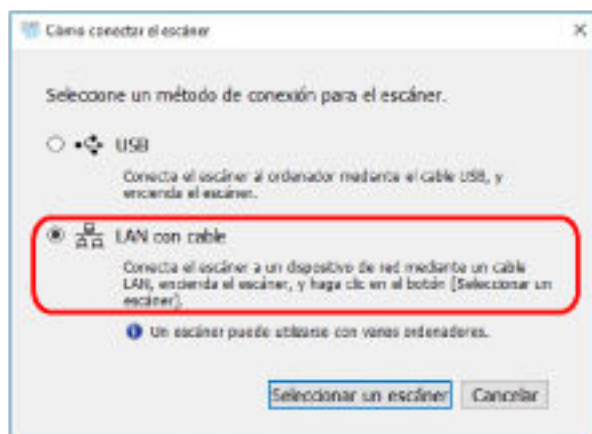 Cómo conectar el escáner
Seleccione un método de conexión para el escáner.
USB
Conecta el escáner al ordenador mediante el cable USB, y
encienda el escáner.
LAN con cable
Conecta el escáner a un dispositivo de red mediante un cable
LAN, encienda el escáner, y haga clic en el botón [Seleccionar un
escáner].
Un escáner puede utilizarse con varios ordenadores.
Seleccionar un escáner Cancelar